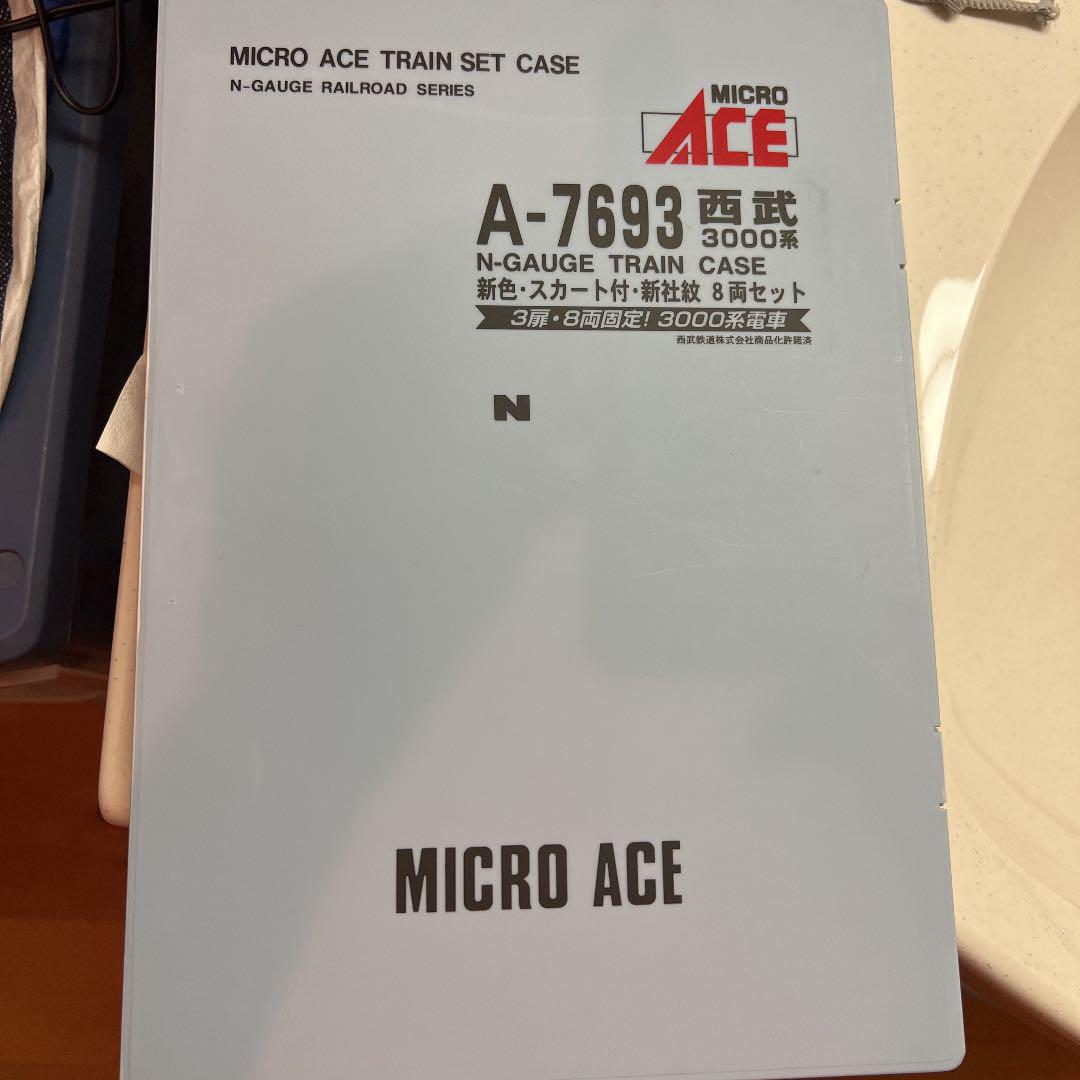 MICRO ACE TRAIN SET CASE
N-GAUGE RAILROAD SERIES
MICRO
ACE
A-7693 西武
3000系
N-GAUGE TRAIN CASE
新色・スカート付・新社紋 8両セット
3扉・8両固定! 3000系電車
西武鉄道株式会社商品化許諾済
N
MICRO ACE